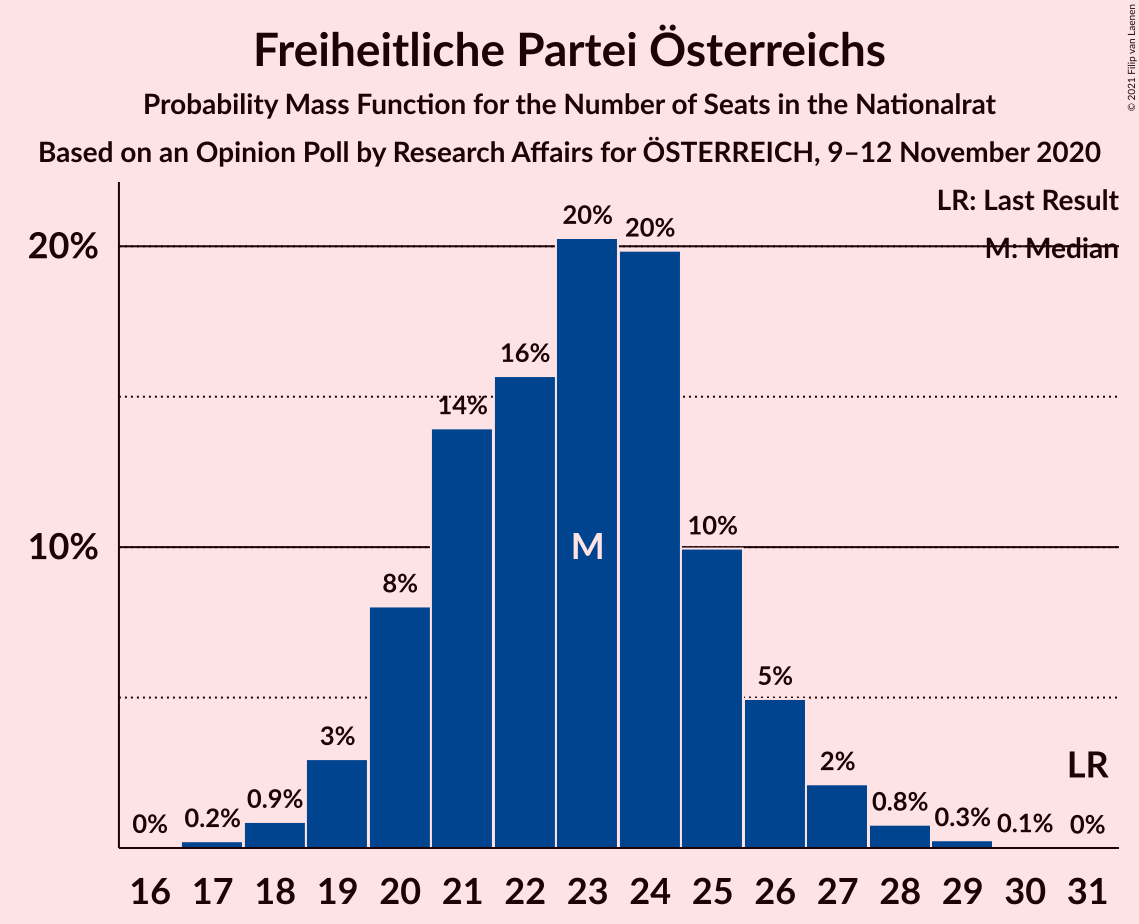 Freiheitliche Partei Österreichs
Probability Mass Function for the Number of Seats in the Nationalrat
Based on an Opinion Poll by Research Affairs for ÖSTERREICH, 9–12 November 2020
© 2021 Filip van Laenen
LR: Last Result
M: Median
20%
10%
0%
0.2%
0.9%
3%
8%
14%
16%
20%
20%
10%
5%
2%
0.8%
0.3%
0.1%
0%
M
LR
16 17 18 19 20 21 22 23 24 25 26 27 28 29 30 31